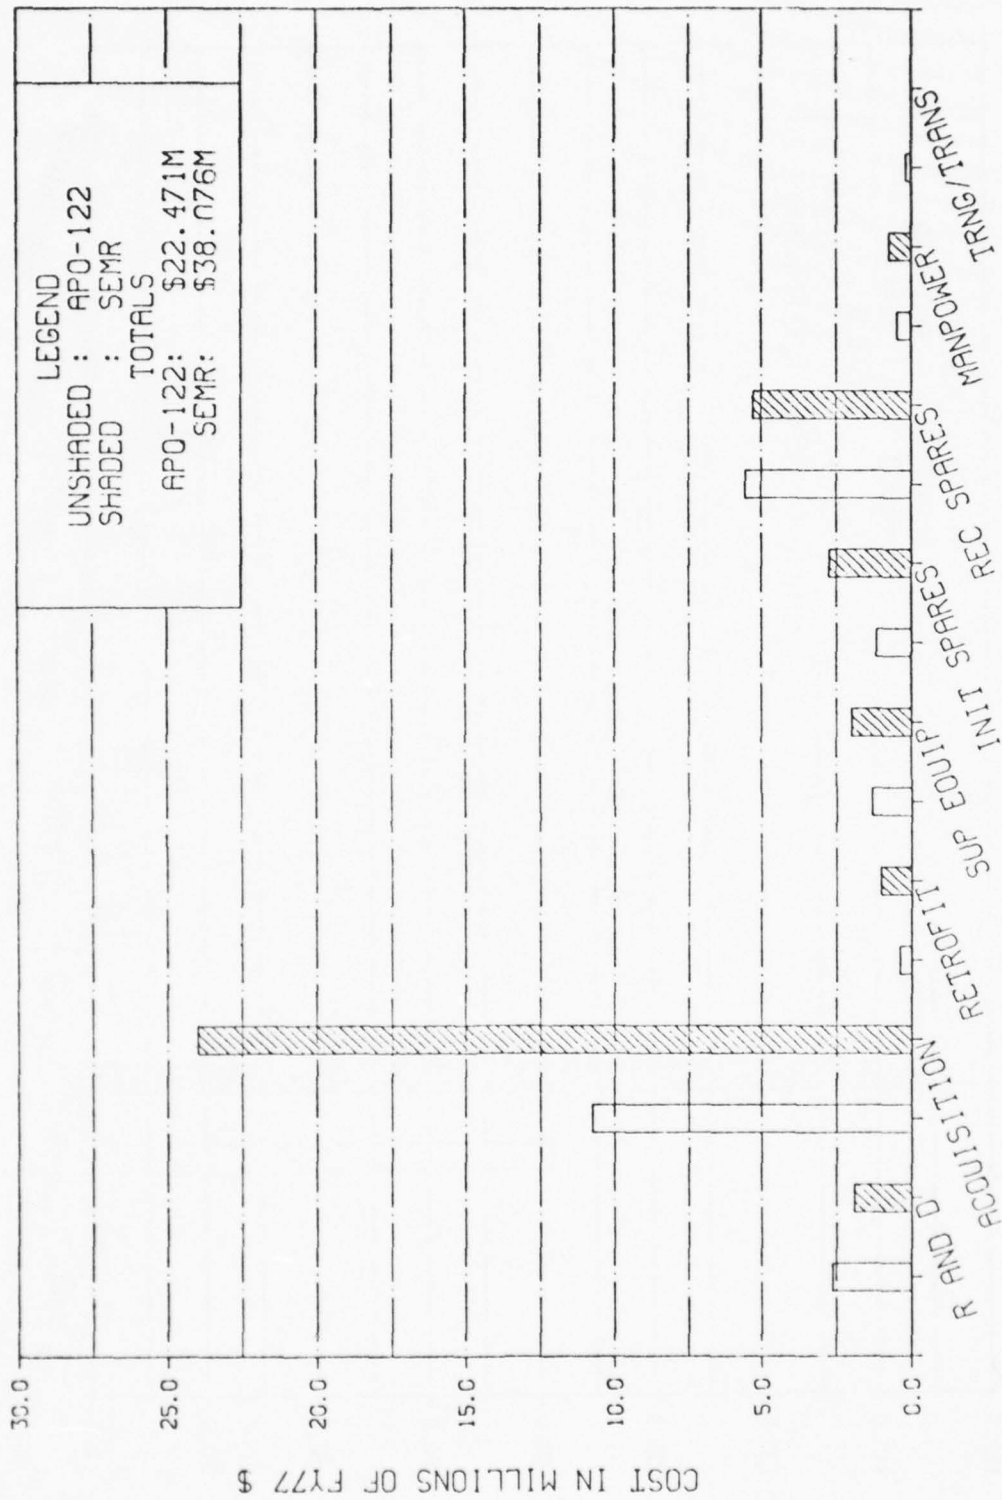 LEGEND
UNSHADED : APO-122
SHADED : SEMR
TOTALS
APO-122: $22.471M
SEMR: $38.076M
COST IN MILLIONS OF FY77 $
30.0
25.0
20.0
15.0
10.0
5.0
0.0
R AND D
ACQUISITION
RETROFIT
SUP EQUIP
INIT SPARES
REC SPARES
MANPOWER
TRNG/TRANS